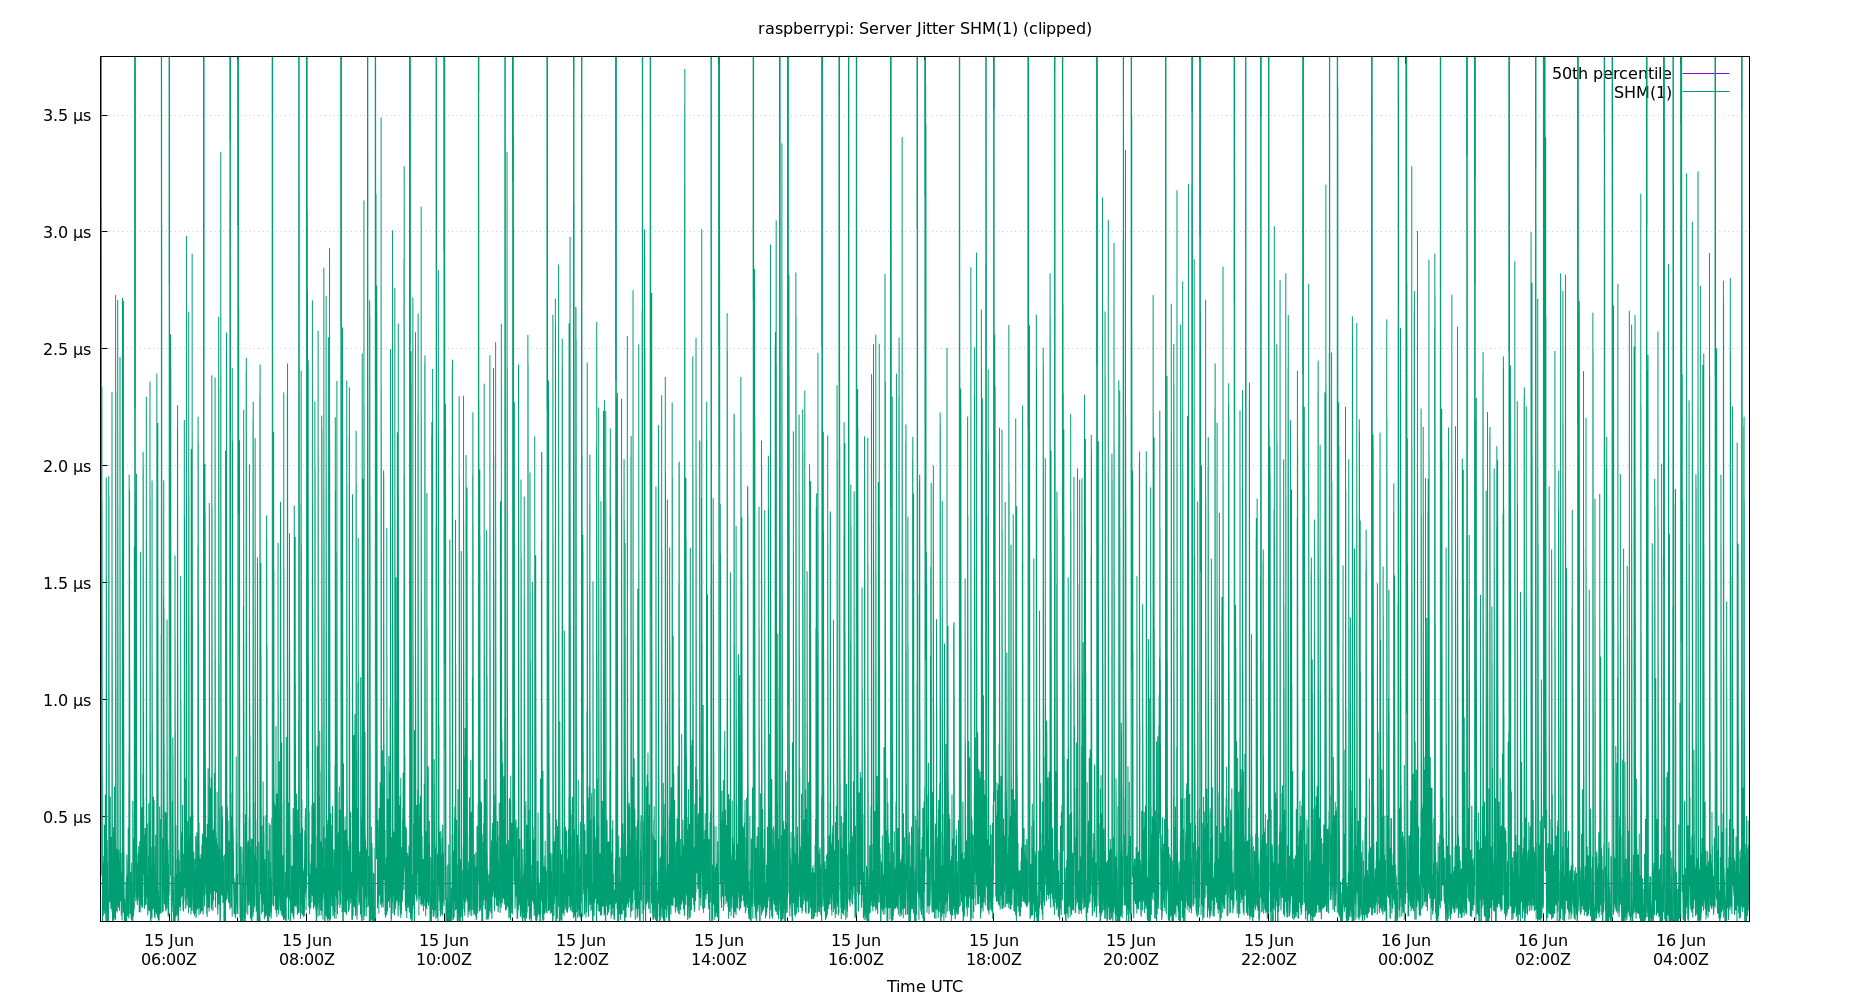 raspberrypi: Server Jitter SHM(1) (clipped)
50th percentile
SHM(1)
3.5 µs
3.0 µs
2.5 µs
2.0 µs
1.5 µs
1.0 µs
0.5 µs
15 Jun 15 Jun 15 Jun 15 Jun 15 Jun 15 Jun 15 Jun 15 Jun 15 Jun 16 Jun 16 Jun 16 Jun
06:00Z 08:00Z 10:00Z 12:00Z 14:00Z 16:00Z 18:00Z 20:00Z 22:00Z 00:00Z 02:00Z 04:00Z
Time UTC